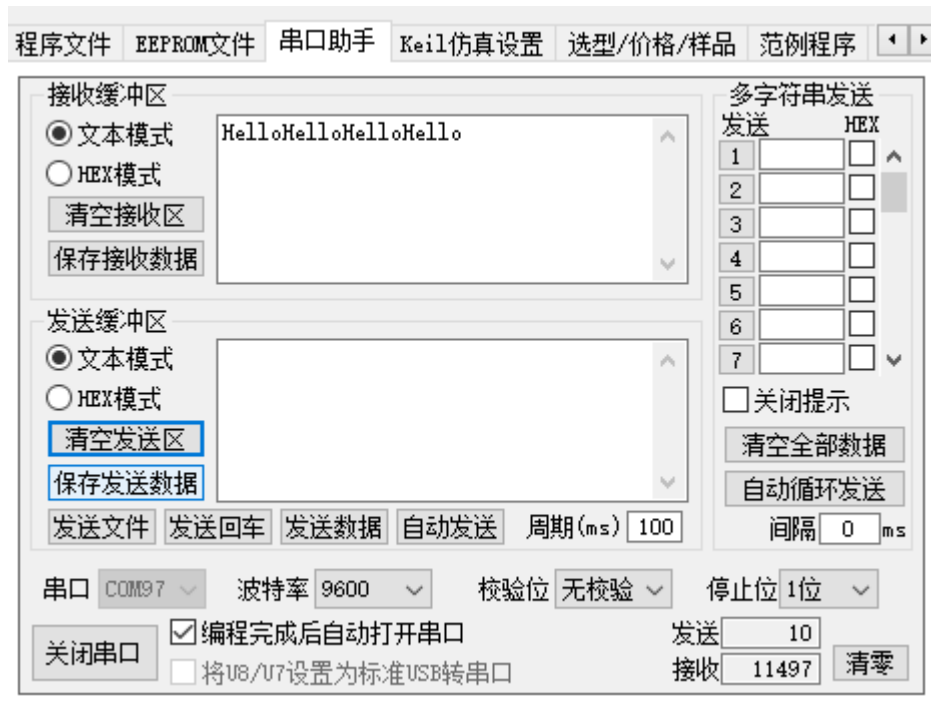 程序文件 EEPROM文件 串口助手 Keil仿真设置 选型/价格/样品 范例程序
接收缓冲区
文本模式
HEX模式
清空接收区
保存接收数据
HelloHelloHelloHello
发送缓冲区
文本模式
HEX模式
清空发送区
保存发送数据
发送文件 发送回车 发送数据 自动发送 周期(ms) 100
多字符串发送
发送 HEX
1
2
3
4
5
6
7
关闭提示
清空全部数据
自动循环发送
间隔 0 ms
串口 COM97 波特率 9600 校验位 无校验 停止位 1位
关闭串口
编程完成后自动打开串口
将U8/U7设置为标准USB转串口
发送 10
接收 11497
清零